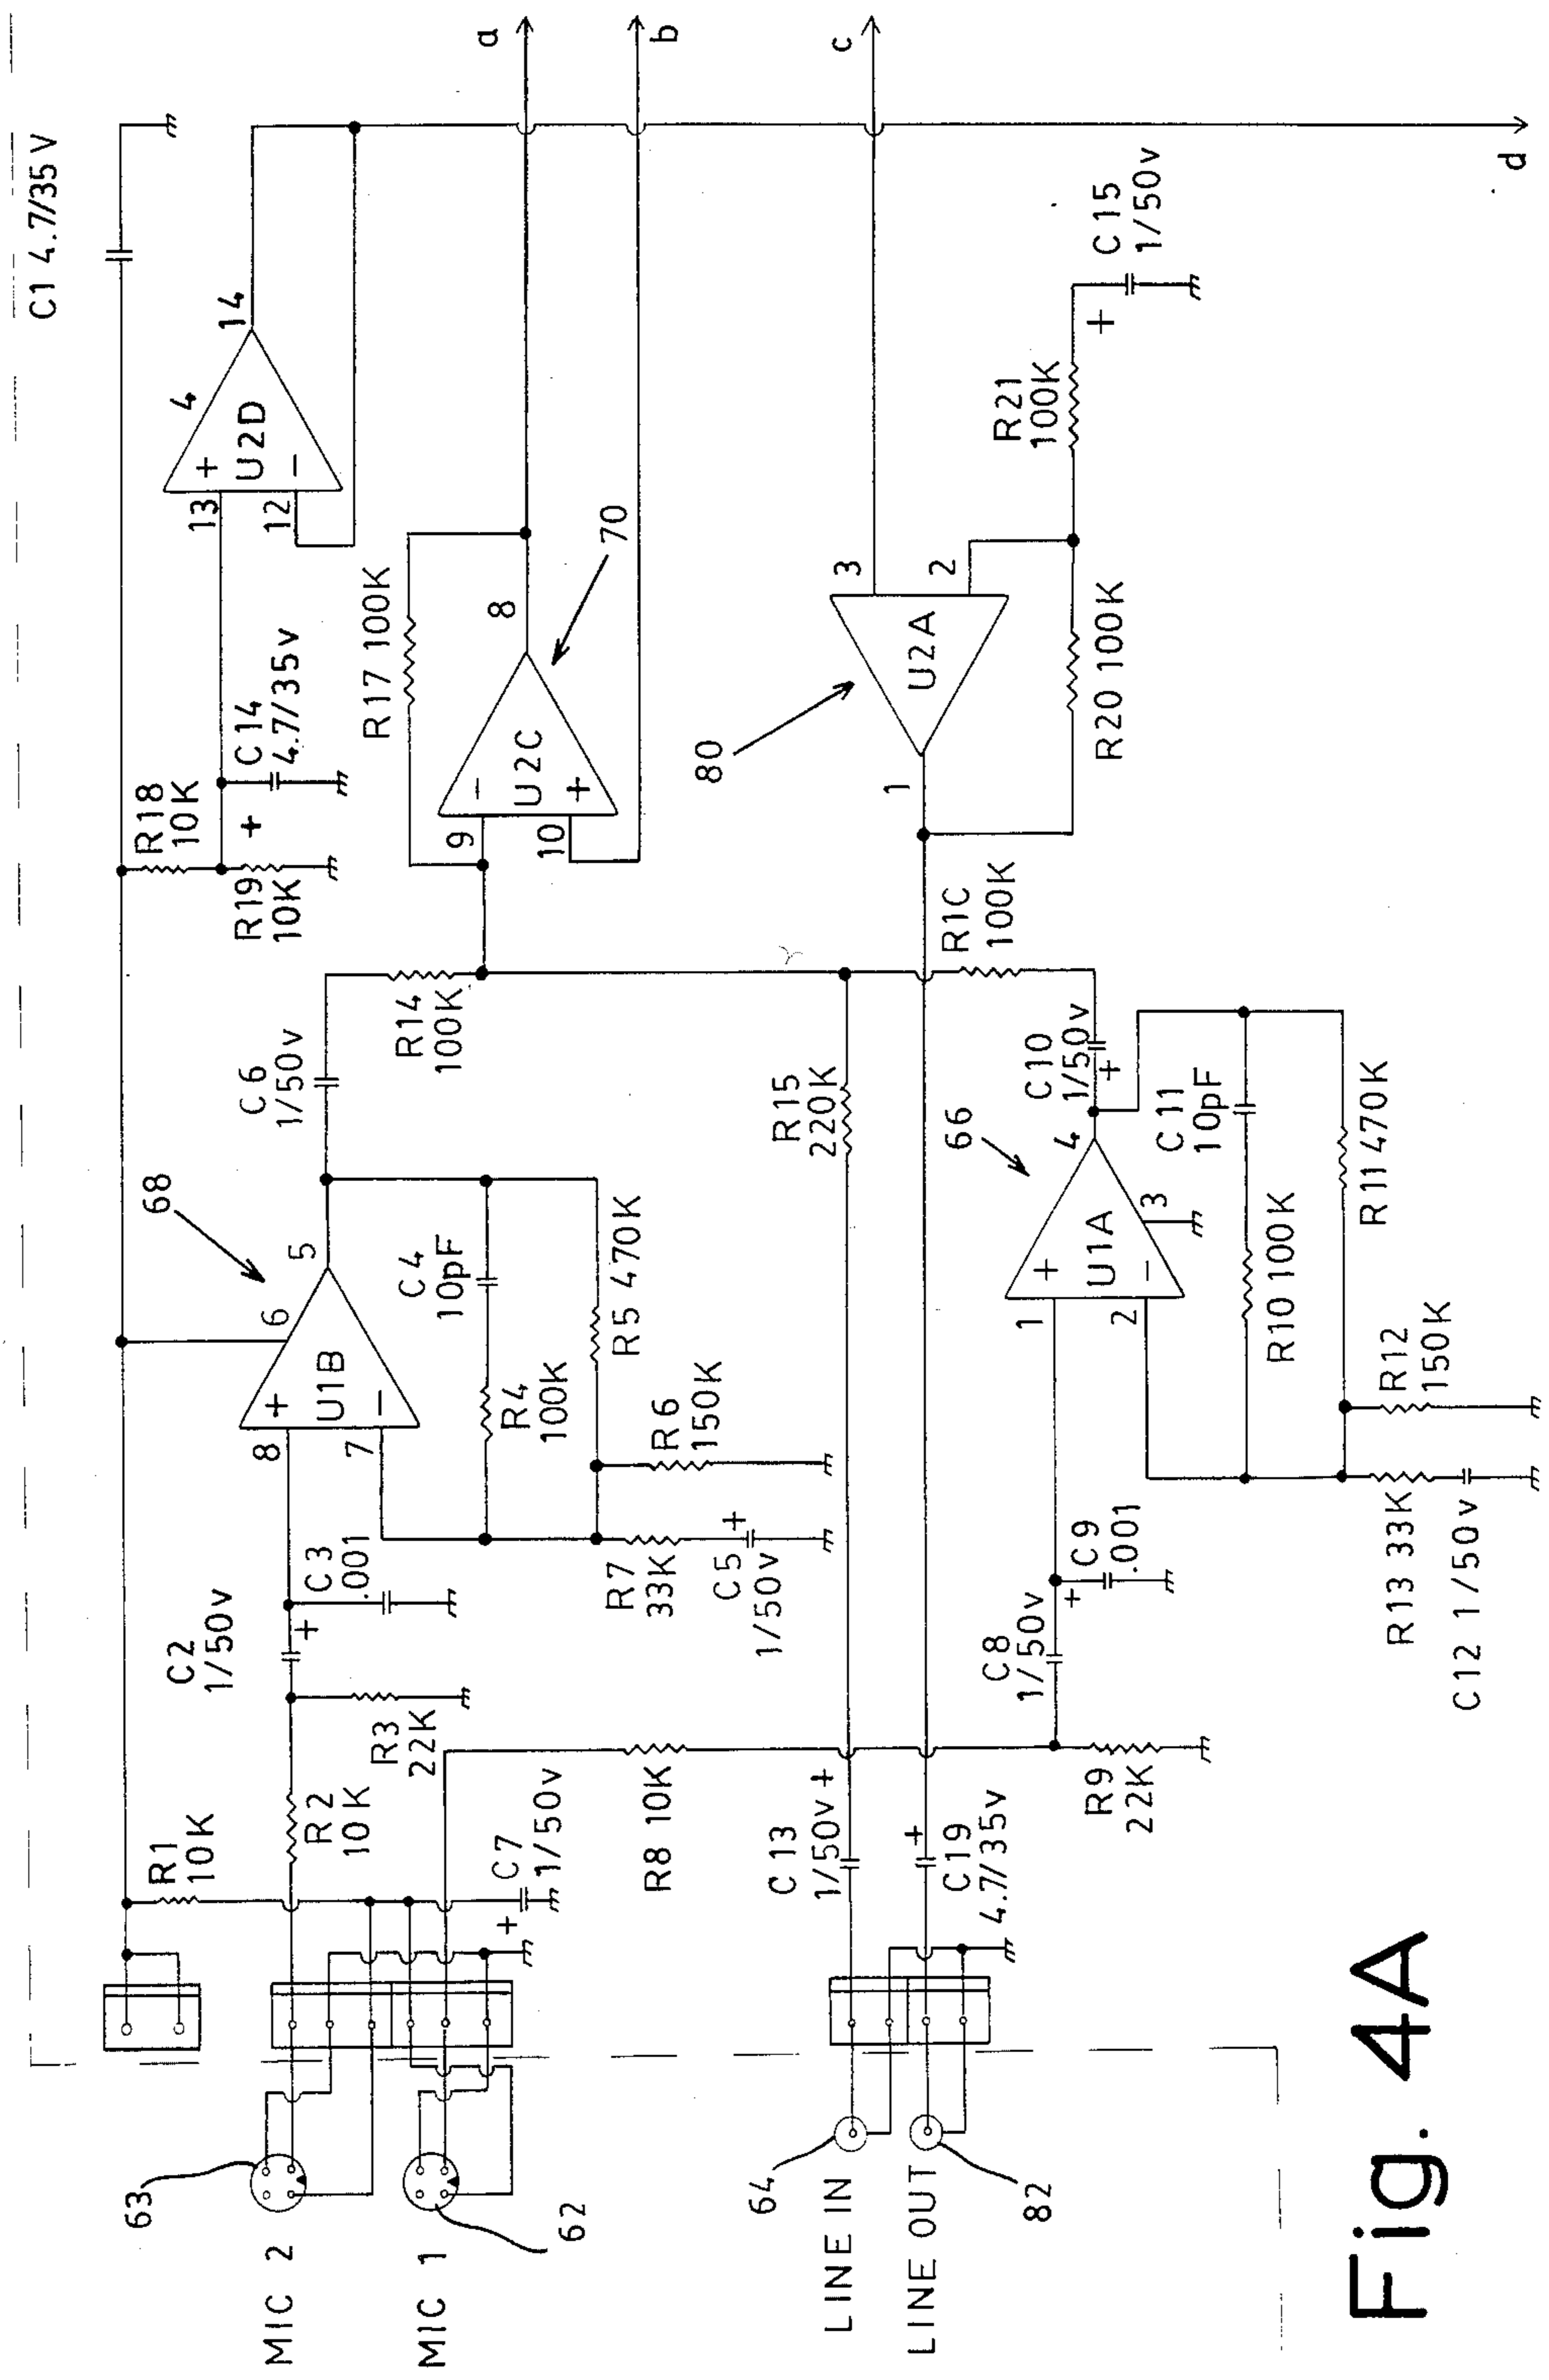 C1 4.7/35V
a
b
c
d
4
13
+
U2D
12
−
14
R18
10K
+
C14
4.7/35v
R19
10K
R17 100K
8
9
−
U2C
10
+
70
80
3
2
U2A
1
R21
100K
+
C15
1/50v
R20 100K
R1C
100K
C6
1/50v
R14
100K
R15
220K
68
5
6
8
+
U1B
7
−
C4
10pF
R4
100K
R5 470K
R6
150K
R7
33K
+
C5
1/50v
C2
1/50v
+
C3
.001
R3
22K
R2
10K
R1
10K
C7
1/50v
+
R8 10K
66
C10
1/50v
+
4
1
+
U1A
2
−
3
C11
10pF
R10 100K
R11 470K
R12
150K
R13 33K
C12 1/50v
C8
1/50v
+
C9
.001
R9
22K
C13
1/50v +
+
C19
4.7/35v
63
MIC 2
62
MIC 1
64
LINE IN
LINE OUT
82
Fig. 4A